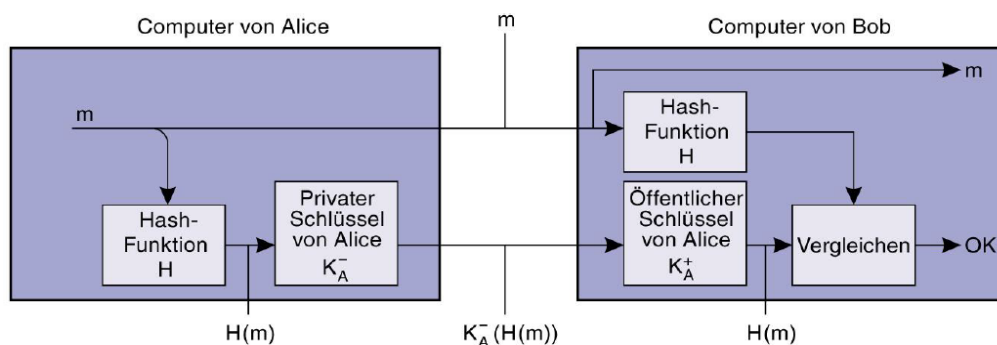 Computer von Alice
m
Computer von Bob
m
m
Hash-
Funktion
H
Hash-
Funktion
H
Privater
Schlüssel
von Alice
K_A^-
Öffentlicher
Schlüssel
von Alice
K_A^+
Vergleichen
OK
H(m)
K_A^-(H(m))
H(m)